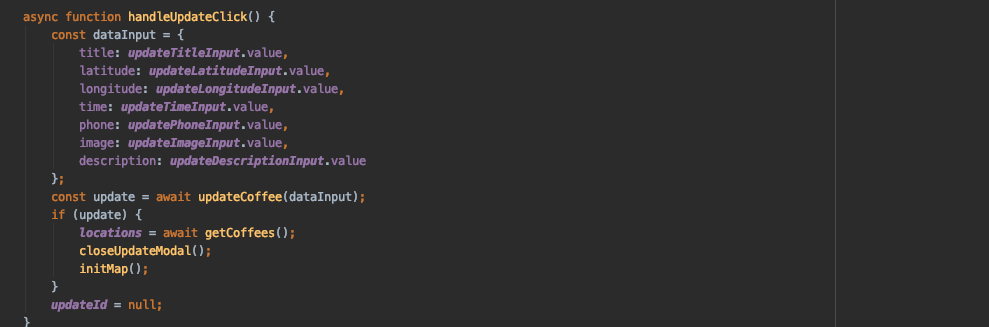 async function handleUpdateClick() {
    const dataInput = {
        title: updateTitleInput.value,
        latitude: updateLatitudeInput.value,
        longitude: updateLongitudeInput.value,
        time: updateTimeInput.value,
        phone: updatePhoneInput.value,
        image: updateImageInput.value,
        description: updateDescriptionInput.value
    };
    const update = await updateCoffee(dataInput);
    if (update) {
        locations = await getCoffees();
        closeUpdateModal();
        initMap();
    }
    updateId = null;
}